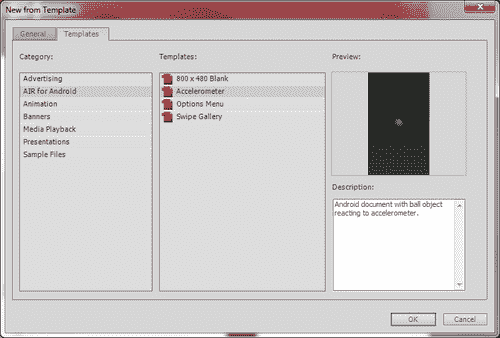 New from Template
General
Templates
Category:
Templates:
Preview:
Advertising
AIR for Android
Animation
Banners
Media Playback
Presentations
Sample Files
800 x 480 Blank
Accelerometer
Options Menu
Swipe Gallery
Description:
Android document with ball object
reacting to accelerometer.
OK
Cancel